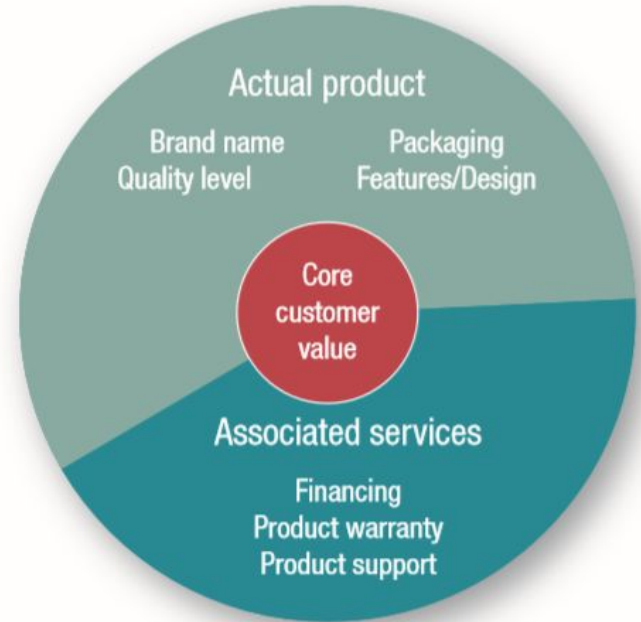 Actual product
Brand name
Quality level
Packaging
Features/Design
Core
customer
value
Associated services
Financing
Product warranty
Product support